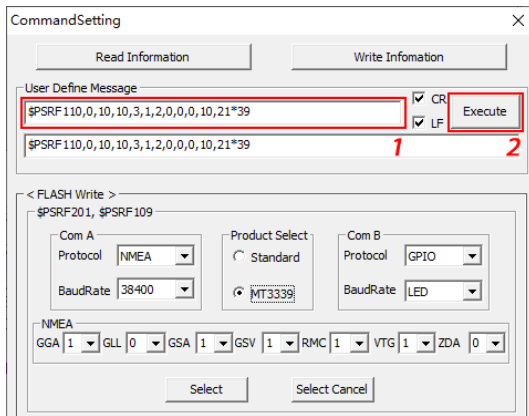 CommandSetting
Read Information Write Infomation
User Define Message
$PSRF110,0,10,10,3,1,2,0,0,0,10,21*39 CR
LF Execute
$PSRF110,0,10,10,3,1,2,0,0,0,10,21*39 1 2
< FLASH Write >
$PSRF201, $PSRF109
Com A Product Select Com B
Protocol NMEA Standard Protocol GPIO
BaudRate 38400 MT3339 BaudRate LED
NMEA
GGA 1 GLL 0 GSA 1 GSV 1 RMC 1 VTG 1 ZDA 0
Select Select Cancel